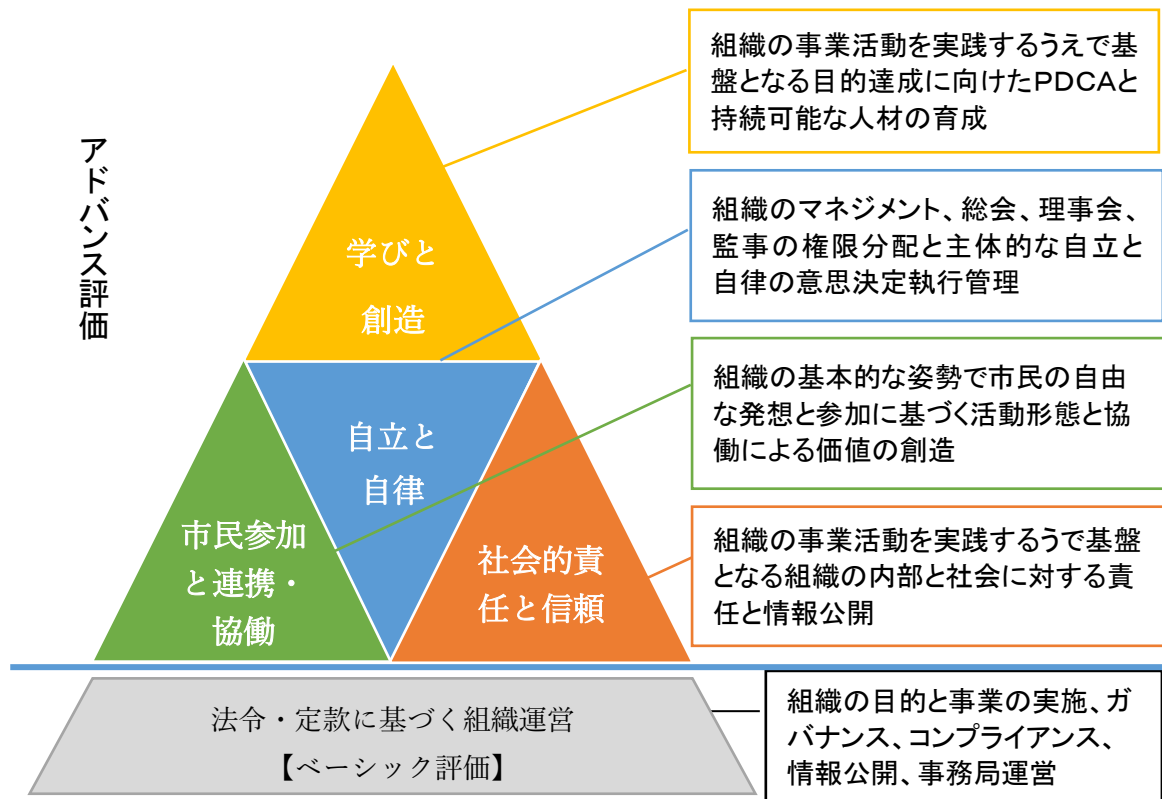 アドバンス評価
学びと
創造
自立と
自律
市民参加
と連携・
協働
社会的責
任と信頼
法令・定款に基づく組織運営
【ベーシック評価】
組織の事業活動を実践するうえで基
盤となる目的達成に向けたPDCAと
持続可能な人材の育成
組織のマネジメント、総会、理事会、
監事の権限分配と主体的な自立と
自律の意思決定執行管理
組織の基本的な姿勢で市民の自由
な発想と参加に基づく活動形態と協
働による価値の創造
組織の事業活動を実践するうで基盤
となる組織の内部と社会に対する責
任と情報公開
組織の目的と事業の実施、ガ
バナンス、コンプライアンス、
情報公開、事務局運営